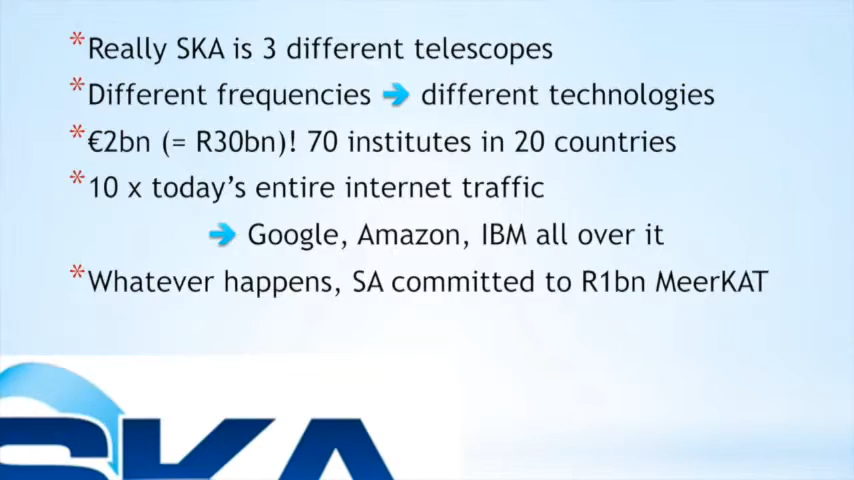 *Really SKA is 3 different telescopes
*Different frequencies ➔ different technologies
*€2bn (= R30bn)! 70 institutes in 20 countries
*10 x today's entire internet traffic
➔ Google, Amazon, IBM all over it
*Whatever happens, SA committed to R1bn MeerKAT
SKA